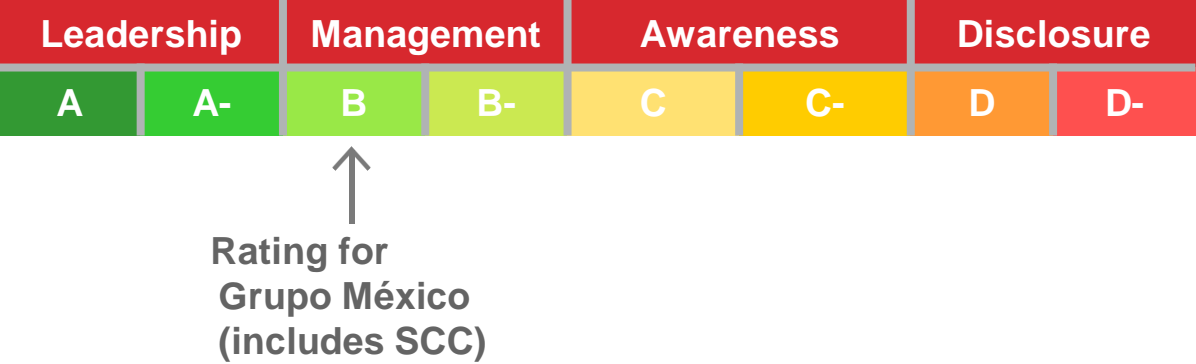 Leadership Management Awareness Disclosure
A A- B B- C C- D D-
Rating for
Grupo México
(includes SCC)